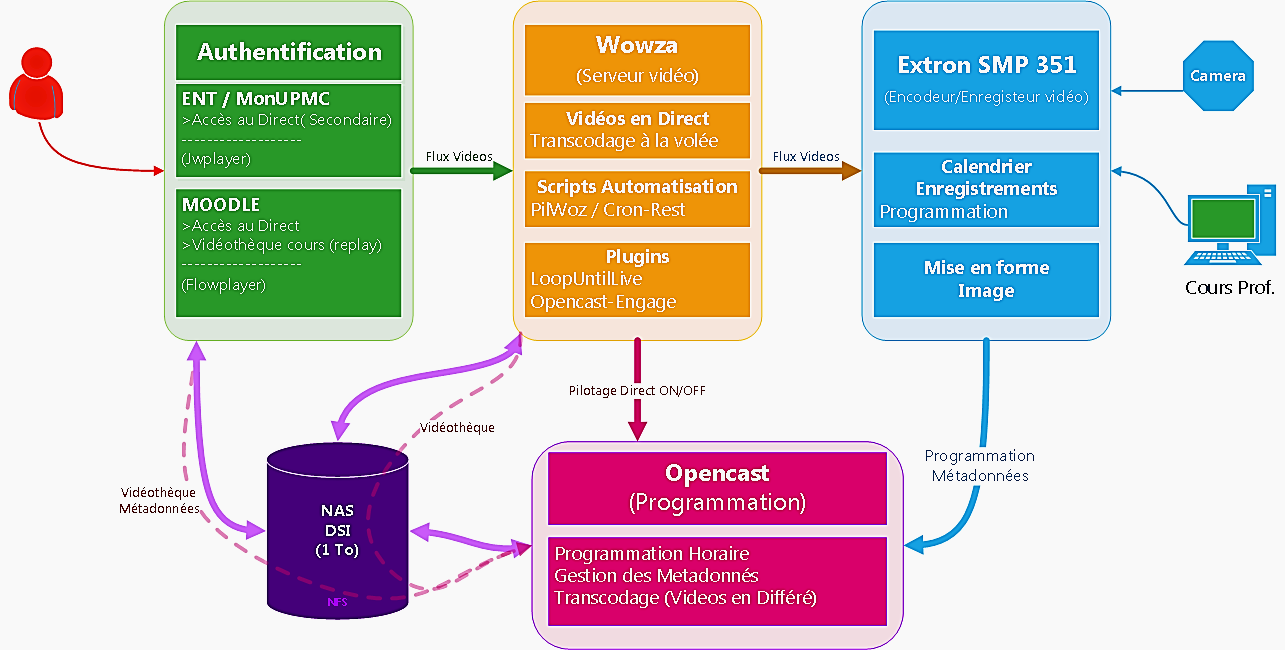 Authentification
ENT / MonUPMC
>Accès au Direct( Secondaire)
-------------------
(Jwplayer)
MOODLE
>Accès au Direct
>Vidéothèque cours (replay)
-------------------
(Flowplayer)
Flux Videos
Wowza
(Serveur vidéo)
Vidéos en Direct
Transcodage à la volée
Scripts Automatisation
PilWoz / Cron-Rest
Plugins
LoopUntilLive
Opencast-Engage
Flux Videos
Extron SMP 351
(Encodeur/Enregisteur vidéo)
Calendrier
Enregistrements
Programmation
Mise en forme
Image
Camera
Cours Prof.
Pilotage Direct ON/OFF
Vidéothèque
Vidéothèque
Métadonnées
NAS
DSI
(1 To)
NFS
Opencast
(Programmation)
Programmation Horaire
Gestion des Metadonnés
Transcodage (Videos en Différé)
Programmation
Métadonnées